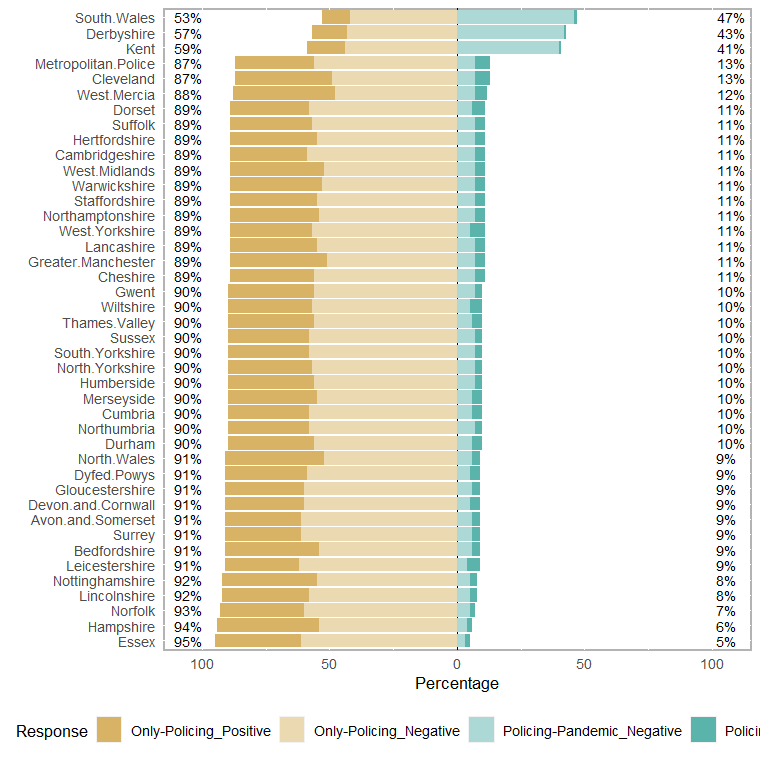 South.Wales 53% 47%
Derbyshire 57% 43%
Kent 59% 41%
Metropolitan.Police 87% 13%
Cleveland 87% 13%
West.Mercia 88% 12%
Dorset 89% 11%
Suffolk 89% 11%
Hertfordshire 89% 11%
Cambridgeshire 89% 11%
West.Midlands 89% 11%
Warwickshire 89% 11%
Staffordshire 89% 11%
Northamptonshire 89% 11%
West.Yorkshire 89% 11%
Lancashire 89% 11%
Greater.Manchester 89% 11%
Cheshire 89% 11%
Gwent 90% 10%
Wiltshire 90% 10%
Thames.Valley 90% 10%
Sussex 90% 10%
South.Yorkshire 90% 10%
North.Yorkshire 90% 10%
Humberside 90% 10%
Merseyside 90% 10%
Cumbria 90% 10%
Northumbria 90% 10%
Durham 90% 10%
North.Wales 91% 9%
Dyfed.Powys 91% 9%
Gloucestershire 91% 9%
Devon.and.Cornwall 91% 9%
Avon.and.Somerset 91% 9%
Surrey 91% 9%
Bedfordshire 91% 9%
Leicestershire 91% 9%
Nottinghamshire 92% 8%
Lincolnshire 92% 8%
Norfolk 93% 7%
Hampshire 94% 6%
Essex 95% 5%
100 50 0 50 100
Percentage
Response Only-Policing_Positive Only-Policing_Negative Policing-Pandemic_Negative Policin